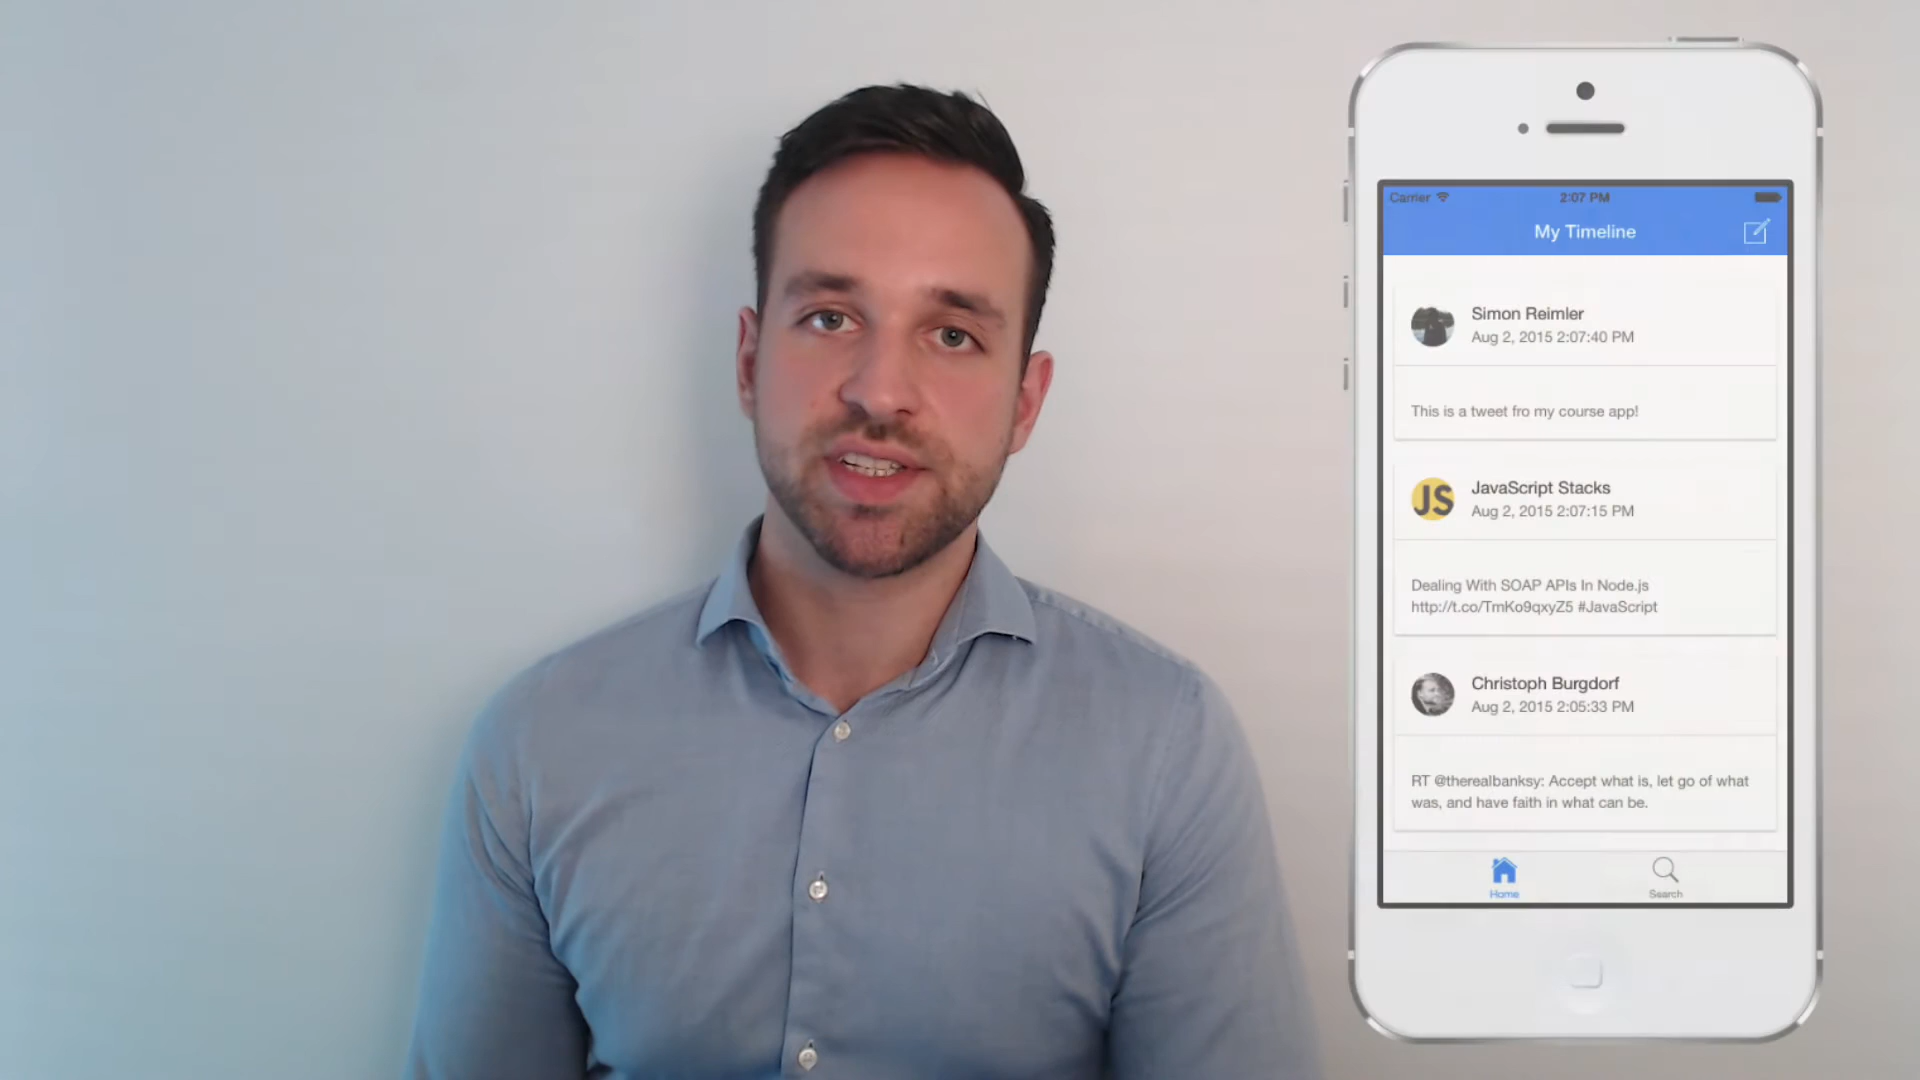 Carrier 2:07 PM
My Timeline
Simon Reimler
Aug 2, 2015 2:07:40 PM
This is a tweet fro my course app!
JS
JavaScript Stacks
Aug 2, 2015 2:07:15 PM
Dealing With SOAP APIs In Node.js
http://t.co/TmKo9qxyZ5 #JavaScript
Christoph Burgdorf
Aug 2, 2015 2:05:33 PM
RT @therealbanksy: Accept what is, let go of what
was, and have faith in what can be.
Home Search